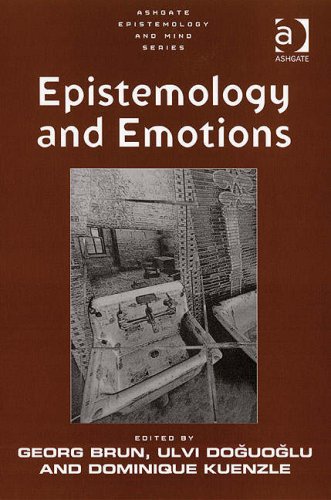 ASHGATE
EPISTEMOLOGY
AND MIND
SERIES
a
ASHGATE
Epistemology
and Emotions
EDITED BY
GEORG BRUN, ULVI DOĞUOĞLU
AND DOMINIQUE KUENZLE